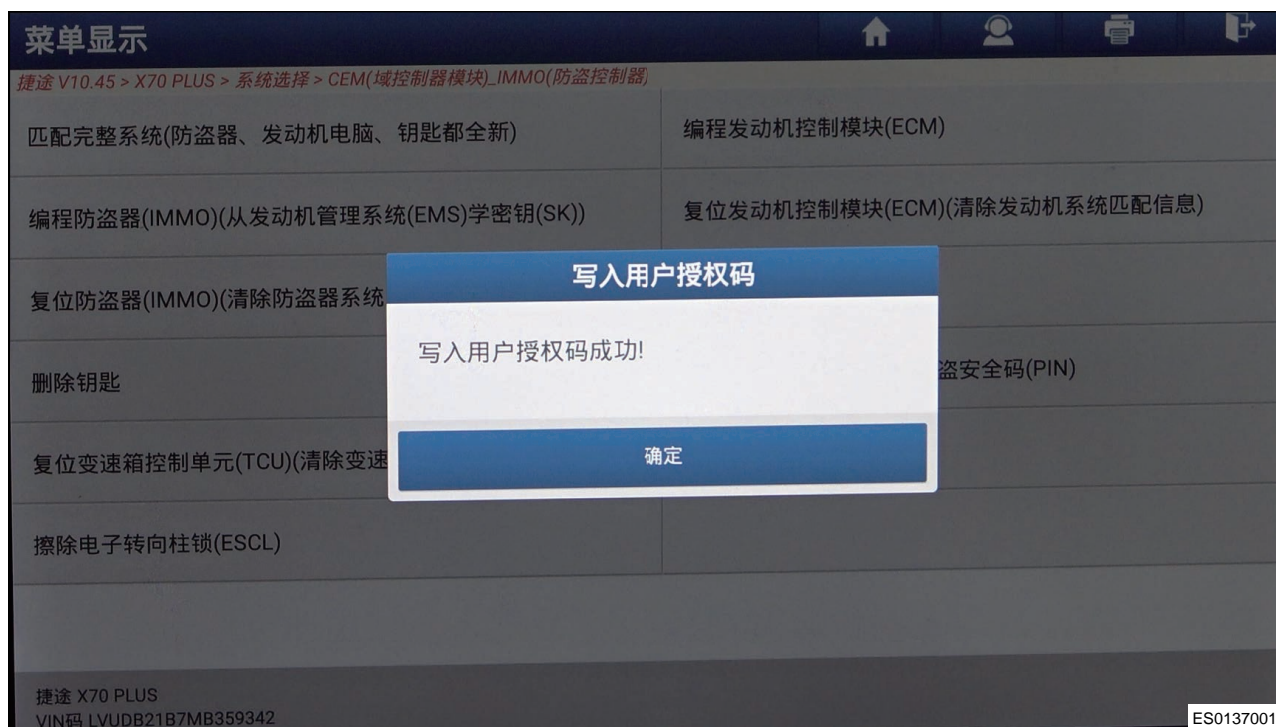 菜单显示
捷途 V10.45 > X70 PLUS > 系统选择 > CEM(域控制器模块)_IMMO(防盗控制器)
匹配完整系统(防盗器、发动机电脑、钥匙都全新)
编程发动机控制模块(ECM)
编程防盗器(IMMO)(从发动机管理系统(EMS)学密钥(SK))
复位发动机控制模块(ECM)(清除发动机系统匹配信息)
写入用户授权码
复位防盗器(IMMO)(清除防盗器系统
写入用户授权码成功!
删除钥匙
盗安全码(PIN)
复位变速箱控制单元(TCU)(清除变速
确定
擦除电子转向柱锁(ESCL)
捷途 X70 PLUS
VIN码 LVUDB21B7MB359342
ES0137001